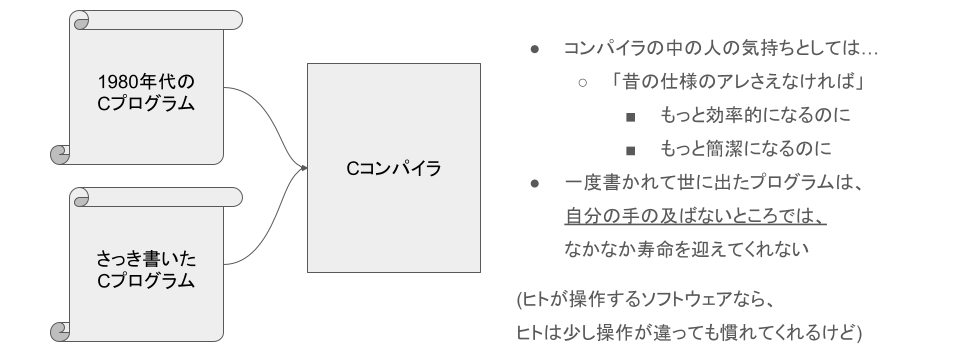 1980年代の
Cプログラム
さっき書いた
Cプログラム
Cコンパイラ
● コンパイラの中の人の気持ちとしては…
○ 「昔の仕様のアレさえなければ」
■ もっと効率的になるのに
■ もっと簡潔になるのに
● 一度書かれて世に出たプログラムは、
自分の手の及ばないところでは、
なかなか寿命を迎えてくれない
(ヒトが操作するソフトウェアなら、
ヒトは少し操作が違っても慣れてくれるけど)